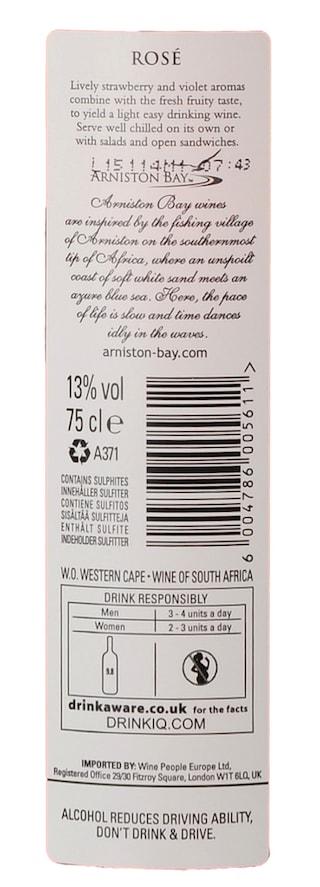 ROSÉ
Lively strawberry and violet aromas
combine with the fresh fruity taste,
to yield a light easy drinking wine.
Serve well chilled on its own or
with salads and open sandwiches.
L15114M1 07:43
ARNISTON BAY™
Arniston Bay wines
are inspired by the fishing village
of Arniston on the southernmost
tip of Africa, where an unspoilt
coast of soft white sand meets an
azure blue sea. Here, the pace
of life is slow and time dances
idly in the waves.
arniston-bay.com
13% vol
75 cl e
A371
CONTAINS SULPHITES
INNEHÅLLER SULFITER
CONTIENE SULFITOS
SISÄLTÄÄ SULFIITTEJA
ENTHÄLT SULFITE
INDEHOLDER SULFITTER
6 004786 005611 >
W.O. WESTERN CAPE • WINE OF SOUTH AFRICA
DRINK RESPONSIBLY
Men 3 - 4 units a day
Women 2 - 3 units a day
9.8
drinkaware.co.uk for the facts
DRINKIQ.COM
IMPORTED BY: Wine People Europe Ltd,
Registered Office 29/30 Fitzroy Square, London W1T 6LQ, UK
ALCOHOL REDUCES DRIVING ABILITY,
DON'T DRINK & DRIVE.